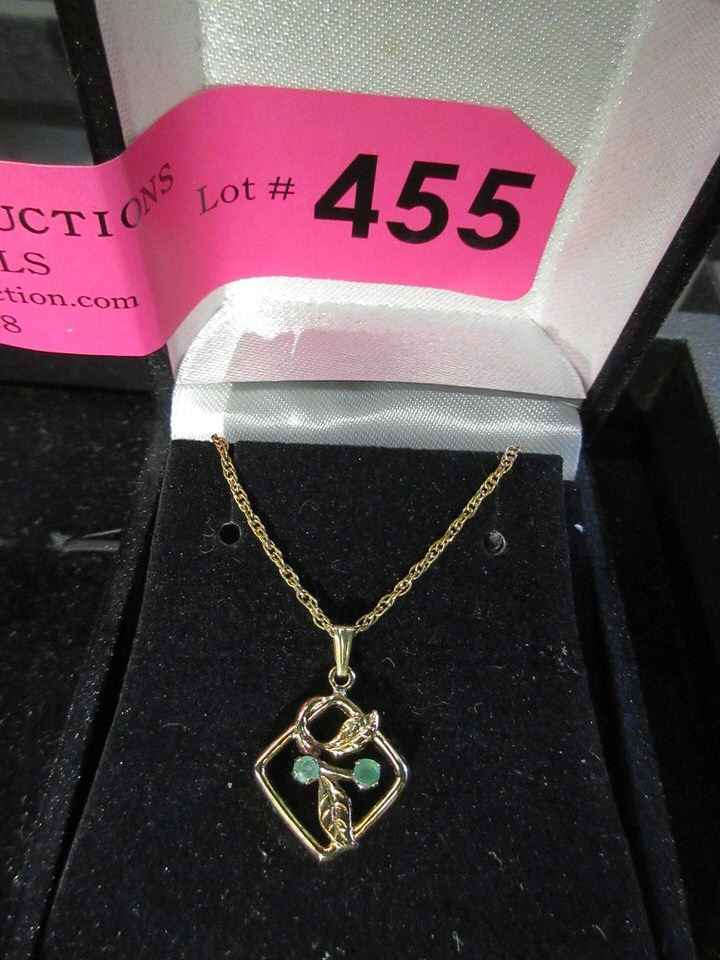 UCTIONS
LS
ction.com
8
Lot # 455